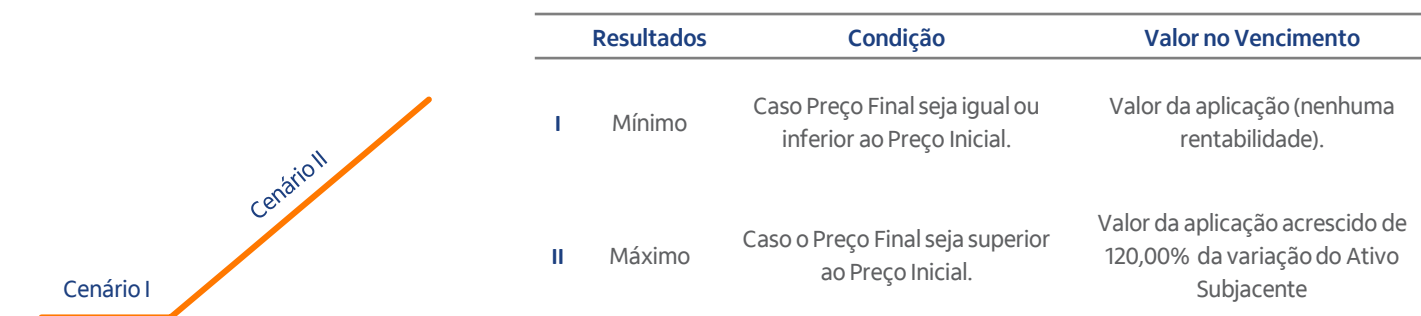 Resultados Condição Valor no Vencimento
I Mínimo
Caso Preço Final seja igual ou
inferior ao Preço Inicial.
Valor da aplicação (nenhuma
rentabilidade).
II Máximo
Caso o Preço Final seja superior
ao Preço Inicial.
Valor da aplicação acrescido de
120,00% da variação do Ativo
Subjacente
Cenário II
Cenário I